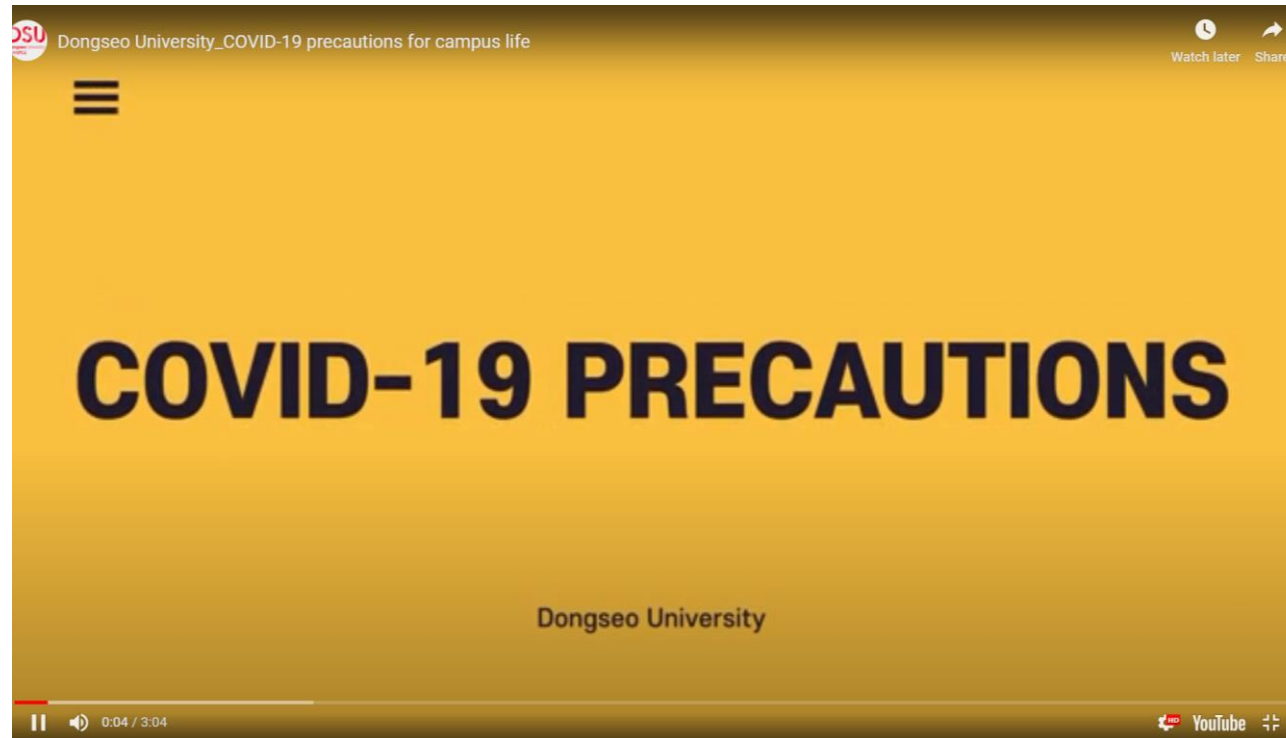 DSU
Dongseo University_COVID-19 precautions for campus life
Watch later
Share
COVID-19 PRECAUTIONS
Dongseo University
0:04 / 3:04
HD
YouTube